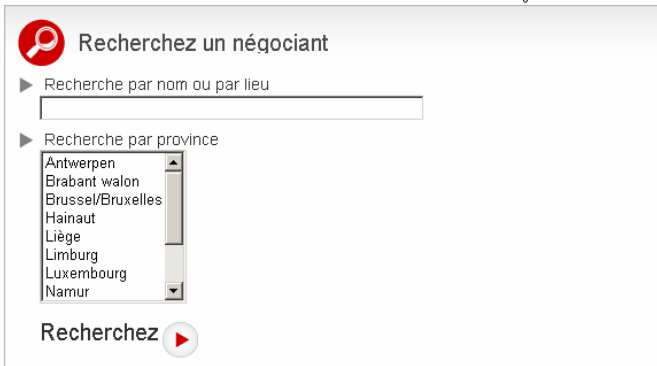 Recherchez un négociant
Recherche par nom ou par lieu
Recherche par province
Antwerpen
Brabant walon
Brussel/Bruxelles
Hainaut
Liège
Limburg
Luxembourg
Namur
Recherchez